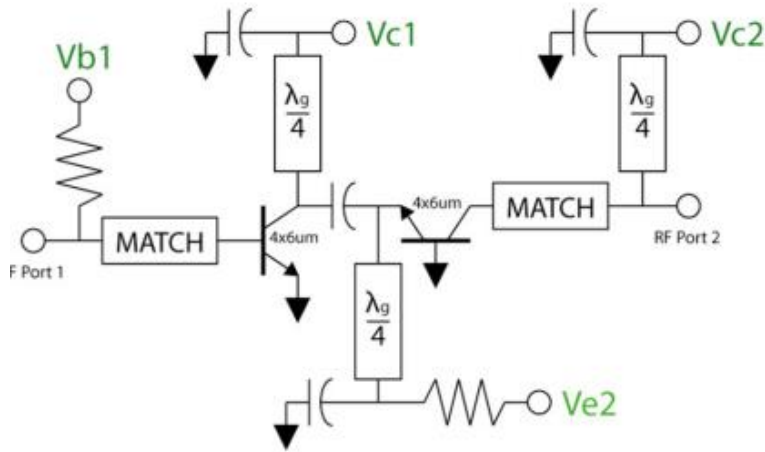 Vb1
Vc1
Vc2
λg
4
λg
4
4x6um
4x6um
MATCH
MATCH
F Port 1
RF Port 2
λg
4
Ve2